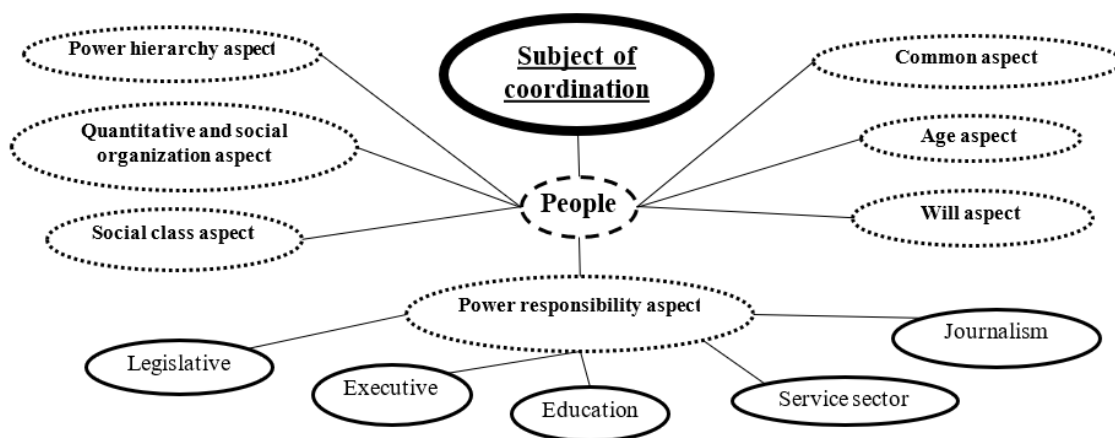 Power hierarchy aspect
Subject of
coordination
Common aspect
Quantitative and social
organization aspect
Age aspect
People
Social class aspect
Will aspect
Power responsibility aspect
Legislative
Executive
Education
Service sector
Journalism